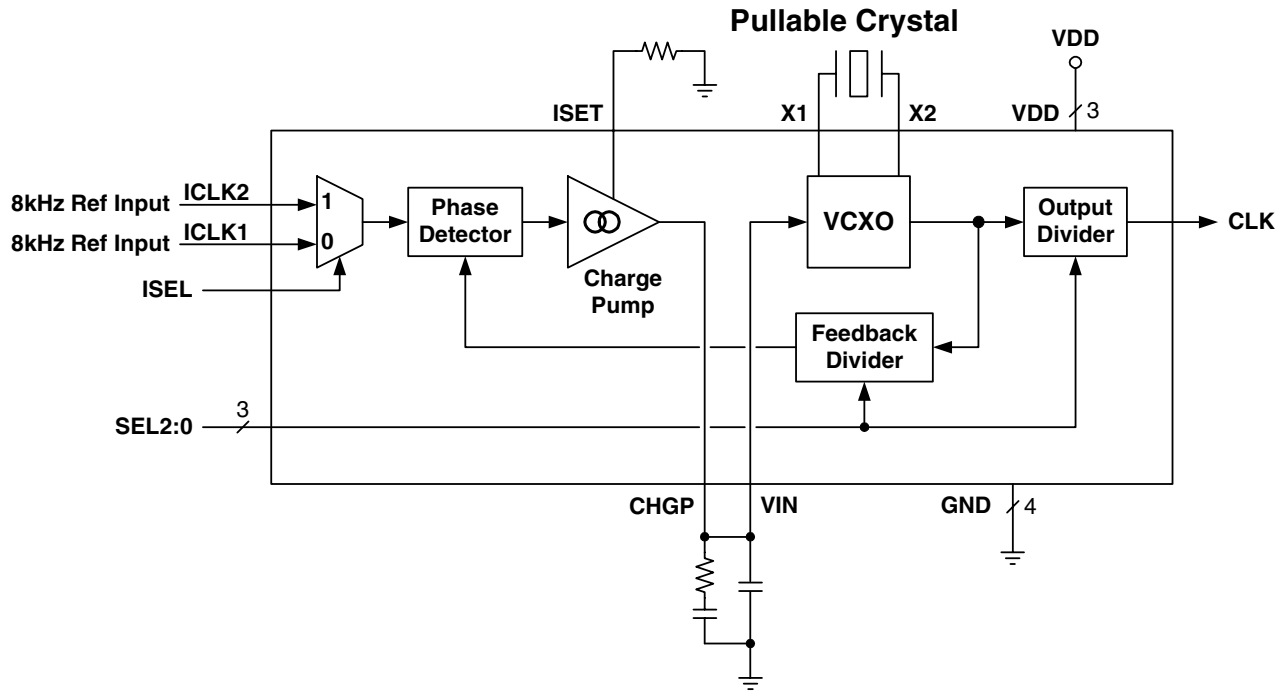 Pullable Crystal
VDD
ISET
X1
X2
VDD
3
8kHz Ref Input
ICLK2
1
8kHz Ref Input
ICLK1
0
ISEL
Phase
Detector
Charge
Pump
VCXO
Output
Divider
CLK
Feedback
Divider
SEL2:0
3
CHGP
VIN
GND
4